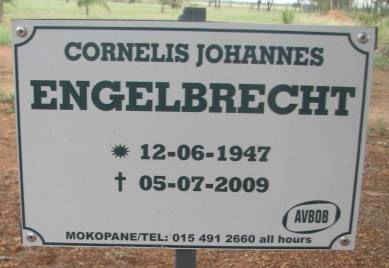 CORNELIS JOHANNES
ENGELBRECHT
✹ 12-06-1947
† 05-07-2009
AVBOB
MOKOPANE/TEL: 015 491 2660 all hours